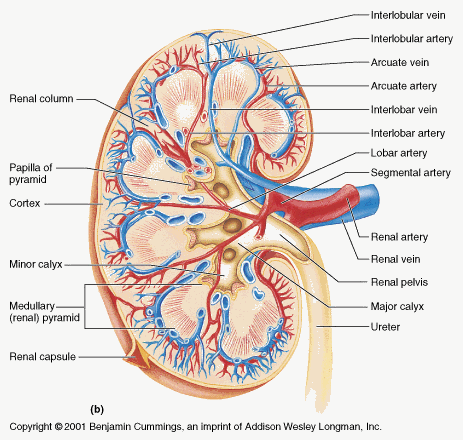 Interlobular vein
Interlobular artery
Arcuate vein
Arcuate artery
Interlobar vein
Interlobar artery
Lobar artery
Segmental artery
Renal artery
Renal vein
Renal pelvis
Major calyx
Ureter
Renal column
Papilla of
pyramid
Cortex
Minor calyx
Medullary
(renal) pyramid
Renal capsule
(b)
Copyright © 2001 Benjamin Cummings, an imprint of Addison Wesley Longman, Inc.